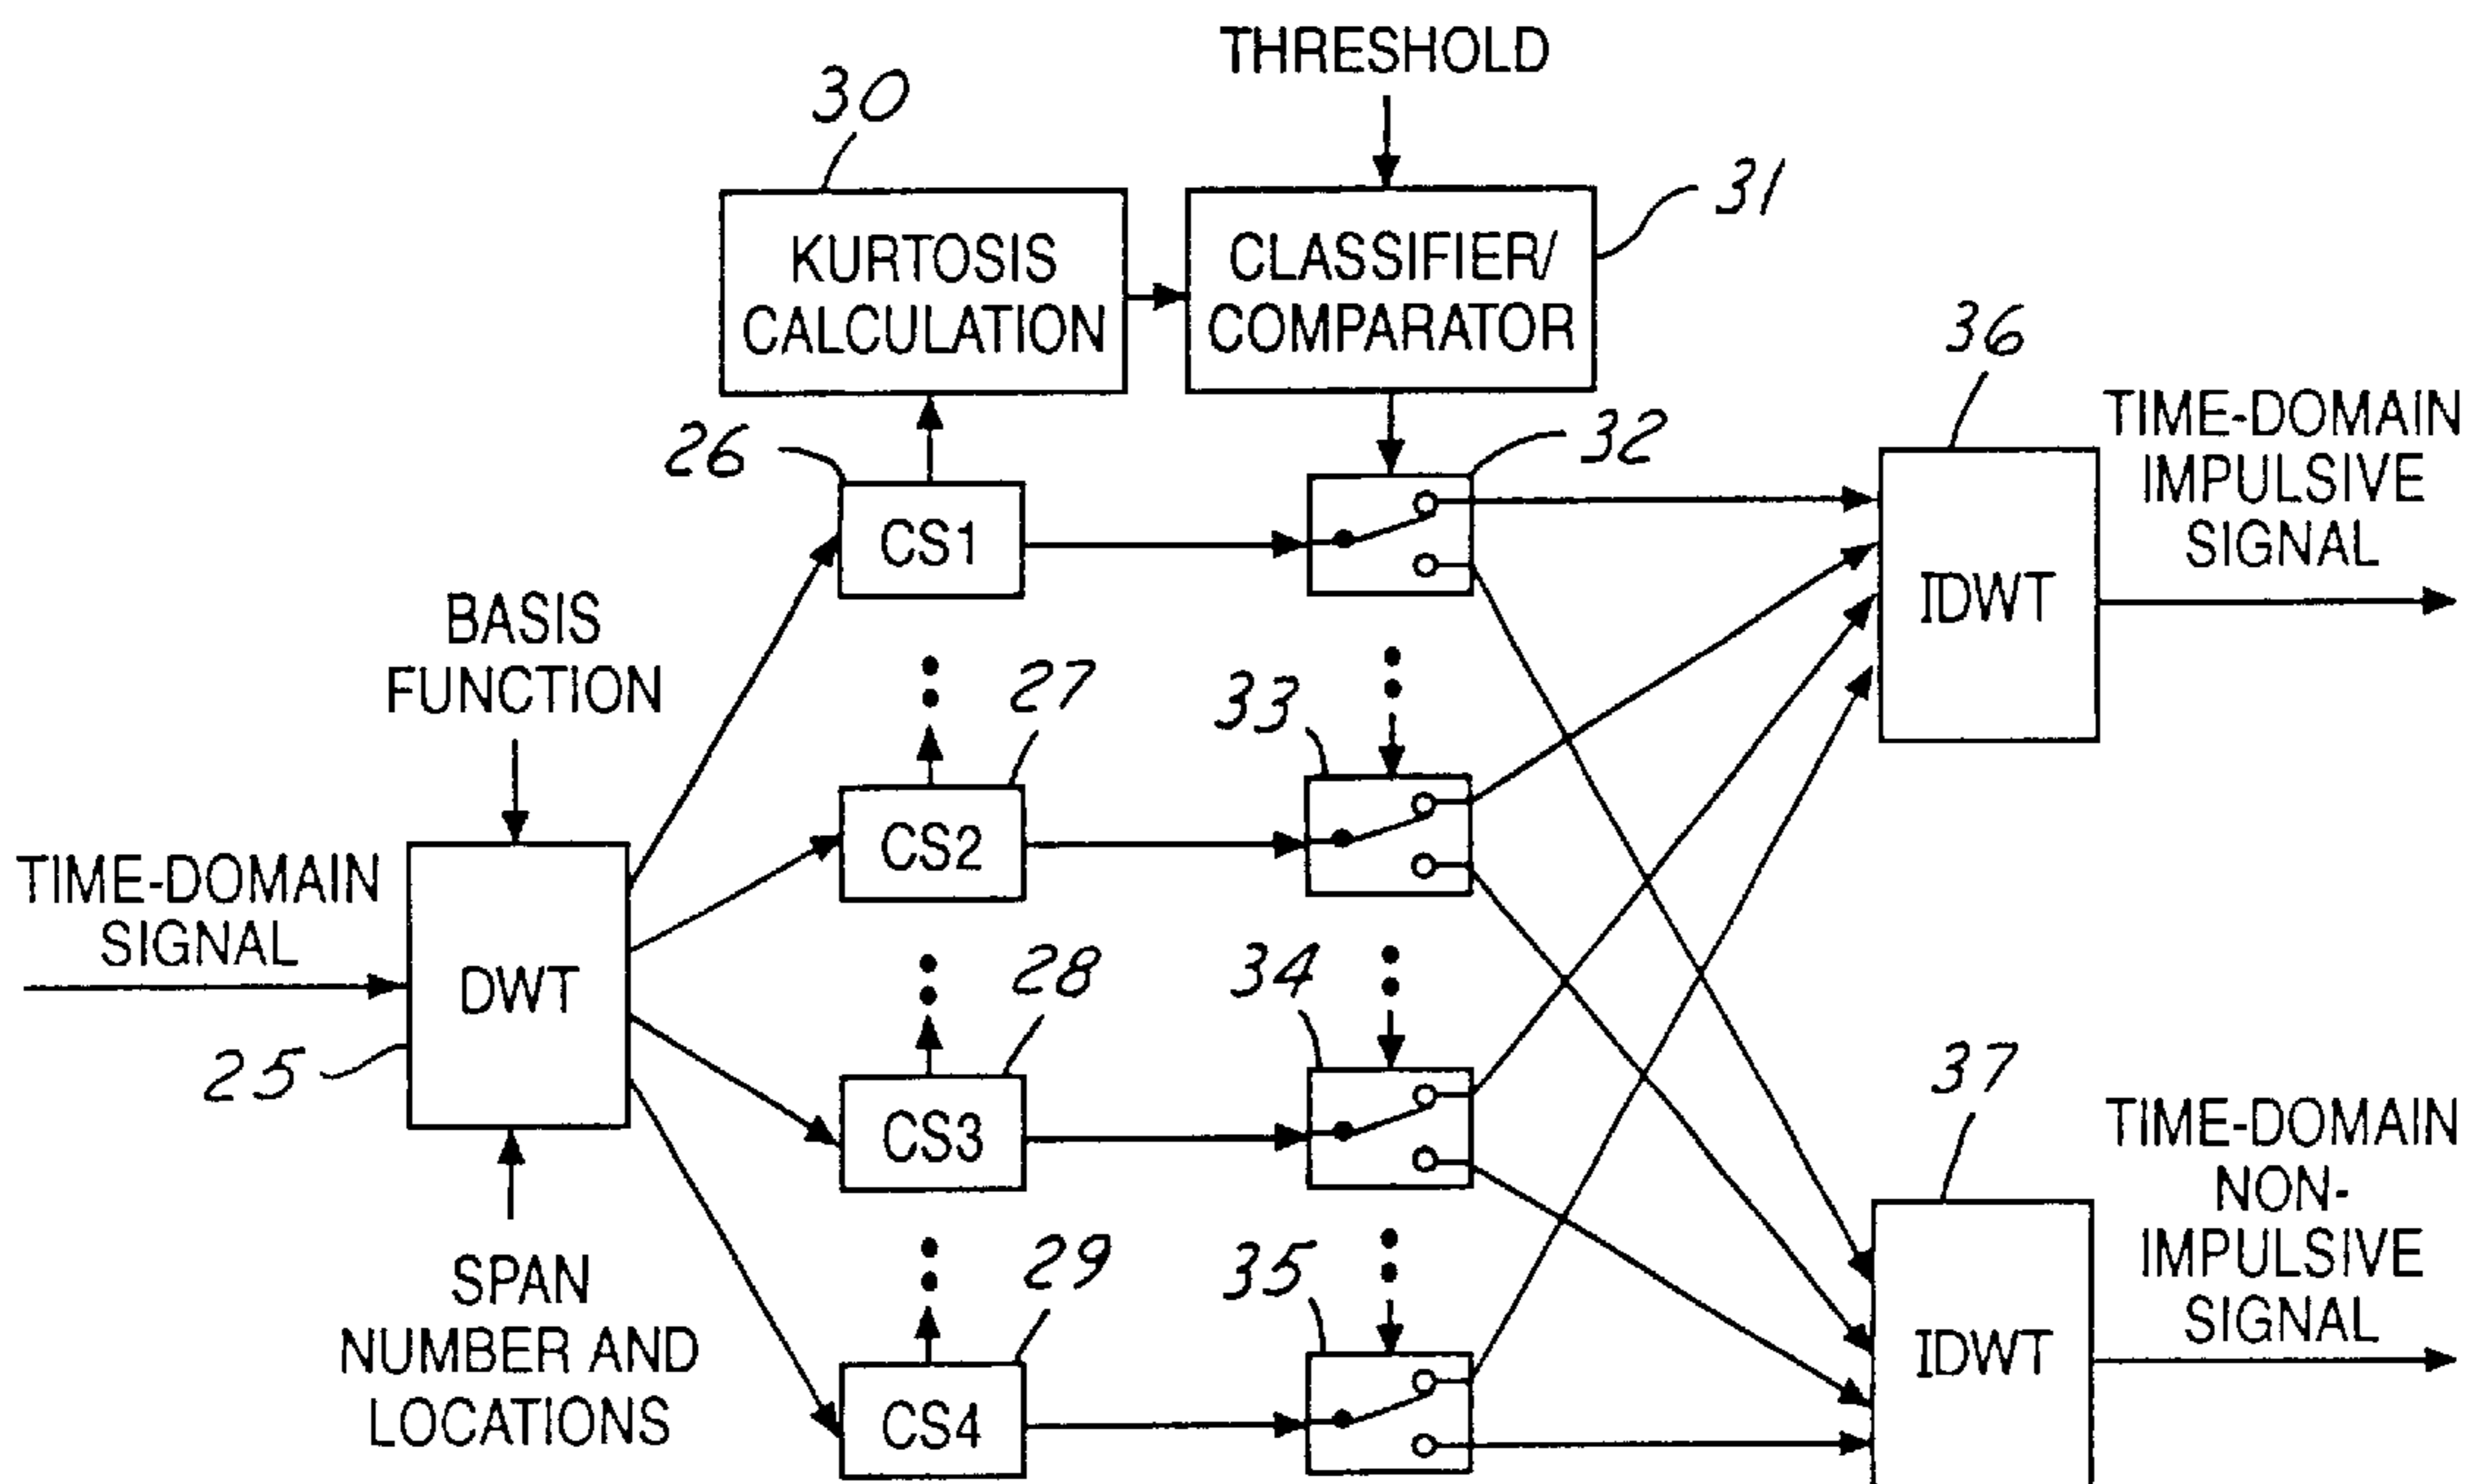 THRESHOLD
30
31
KURTOSIS
CALCULATION
CLASSIFIER/
COMPARATOR
36
26
32
TIME-DOMAIN
IMPULSIVE
SIGNAL
CS1
IDWT
BASIS
FUNCTION
27
33
CS2
TIME-DOMAIN
SIGNAL
DWT
25
28
34
CS3
37
TIME-DOMAIN
NON-
IMPULSIVE
SIGNAL
SPAN
NUMBER AND
LOCATIONS
29
35
CS4
IDWT